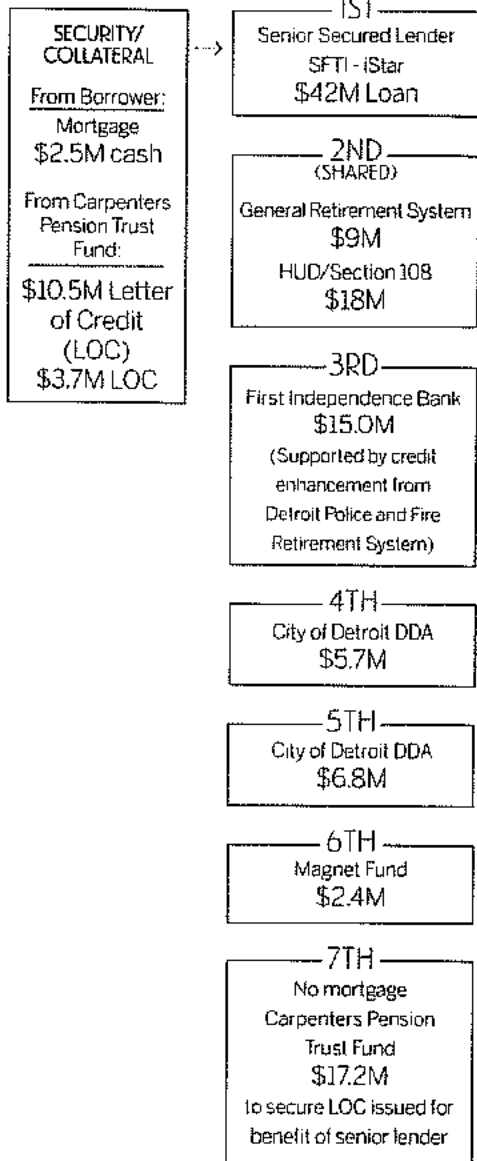 SECURITY/
COLLATERAL
From Borrower:
Mortgage
$2.5M cash
From Carpenters
Pension Trust
Fund:
$10.5M Letter
of Credit
(LOC)
$3.7M LOC
1ST
Senior Secured Lender
SFTI - iStar
$42M Loan
2ND
(SHARED)
General Retirement System
$9M
HUD/Section 108
$18M
3RD
First Independence Bank
$15.0M
(Supported by credit
enhancement from
Detroit Police and Fire
Retirement System)
4TH
City of Detroit DDA
$5.7M
5TH
City of Detroit DDA
$6.8M
6TH
Magnet Fund
$2.4M
7TH
No mortgage
Carpenters Pension
Trust Fund
$17.2M
to secure LOC issued for
benefit of senior lender